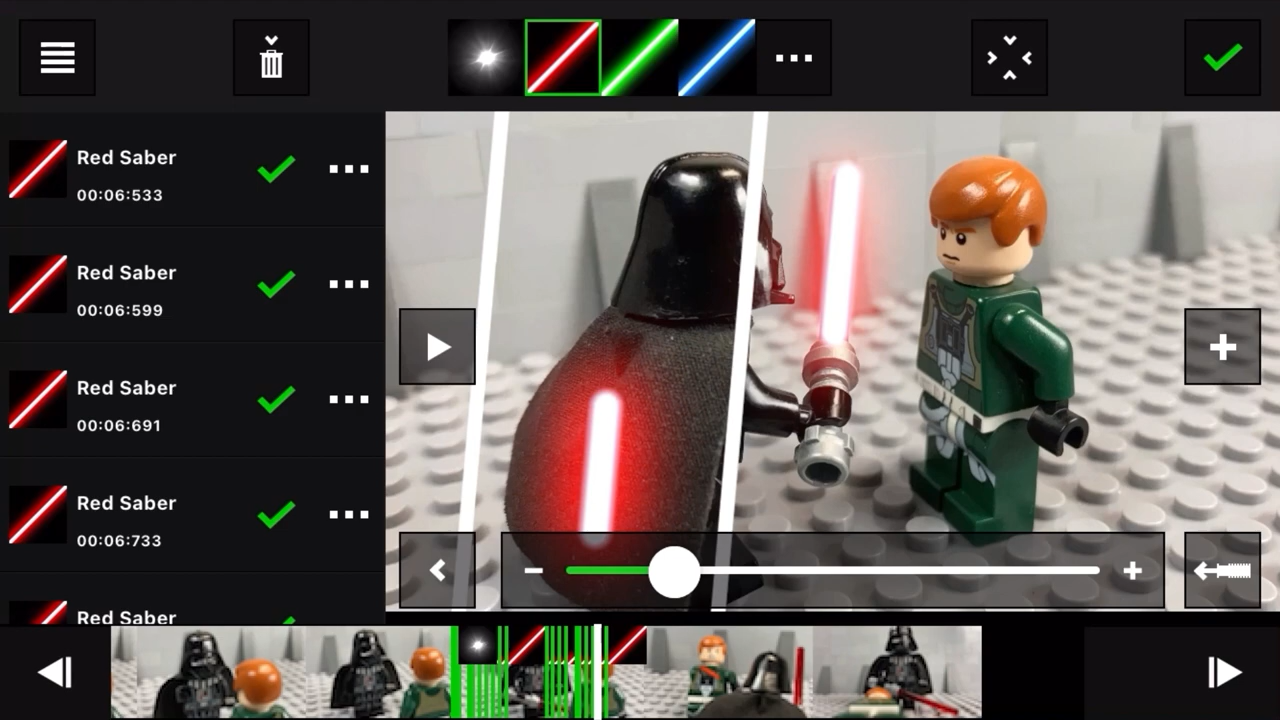 Red Saber
00:06:533
Red Saber
00:06:599
Red Saber
00:06:691
Red Saber
00:06:733
Red Saber